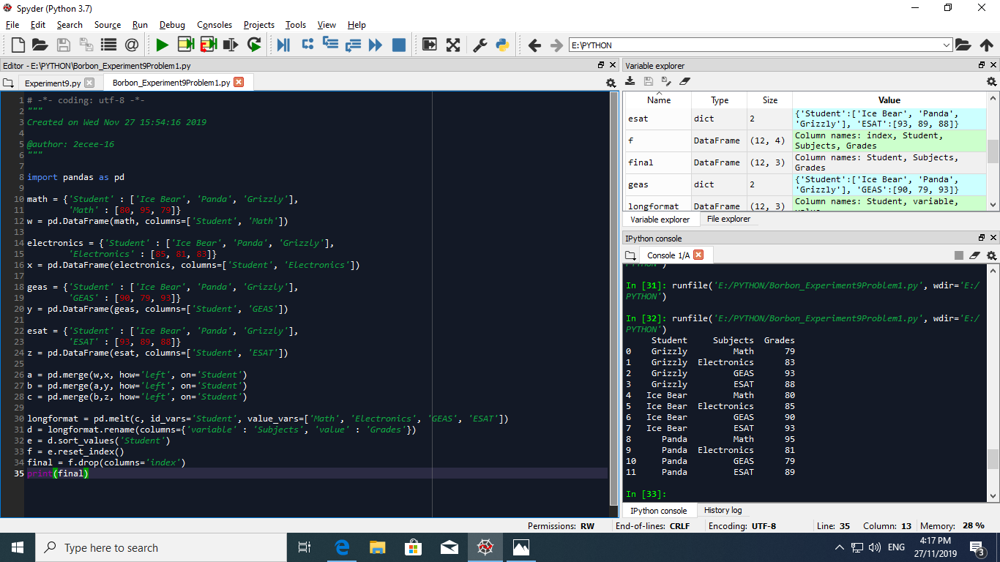 Spyder (Python 3.7)
File Edit Search Source Run Debug Consoles Projects Tools View Help
E:\PYTHON
Editor - E:\PYTHON\Borbon_Experiment9Problem1.py
Experiment9.py Borbon_Experiment9Problem1.py
1 # -*- coding: utf-8 -*-
2 """
3 Created on Wed Nov 27 15:54:16 2019
4
5 @author: 2ecee-16
6 """
7
8 import pandas as pd
9
10 math = {'Student' : ['Ice Bear', 'Panda', 'Grizzly'],
11         'Math' : [80, 95, 79]}
12 w = pd.DataFrame(math, columns=['Student', 'Math'])
13
14 electronics = {'Student' : ['Ice Bear', 'Panda', 'Grizzly'],
15         'Electronics' : [85, 81, 83]}
16 x = pd.DataFrame(electronics, columns=['Student', 'Electronics'])
17
18 geas = {'Student' : ['Ice Bear', 'Panda', 'Grizzly'],
19         'GEAS' : [90, 79, 93]}
20 y = pd.DataFrame(geas, columns=['Student', 'GEAS'])
21
22 esat = {'Student' : ['Ice Bear', 'Panda', 'Grizzly'],
23         'ESAT' : [93, 89, 88]}
24 z = pd.DataFrame(esat, columns=['Student', 'ESAT'])
25
26 a = pd.merge(w,x, how='left', on='Student')
27 b = pd.merge(a,y, how='left', on='Student')
28 c = pd.merge(b,z, how='left', on='Student')
29
30 longformat = pd.melt(c, id_vars='Student', value_vars=['Math', 'Electronics', 'GEAS', 'ESAT'])
31 d = longformat.rename(columns={'variable' : 'Subjects', 'value' : 'Grades'})
32 e = d.sort_values('Student')
33 f = e.reset_index()
34 final = f.drop(columns='index')
35 print(final)
Variable explorer
Name Type Size Value
esat dict 2 {'Student':['Ice Bear', 'Panda',
'Grizzly'], 'ESAT':[93, 89, 88]}
f DataFrame (12, 4) Column names: index, Student,
Subjects, Grades
final DataFrame (12, 3) Column names: Student, Subjects,
Grades
geas dict 2 {'Student':['Ice Bear', 'Panda',
'Grizzly'], 'GEAS':[90, 79, 93]}
longformat DataFrame (12, 3) Column names: Student, variable,
Variable explorer File explorer
IPython console
Console 1/A
PYTHON')
In [31]: runfile('E:/PYTHON/Borbon_Experiment9Problem1.py', wdir='E:/
PYTHON')
In [32]: runfile('E:/PYTHON/Borbon_Experiment9Problem1.py', wdir='E:/
PYTHON')
Student Subjects Grades
0 Grizzly Math 79
1 Grizzly Electronics 83
2 Grizzly GEAS 93
3 Grizzly ESAT 88
4 Ice Bear Math 80
5 Ice Bear Electronics 85
6 Ice Bear GEAS 90
7 Ice Bear ESAT 93
8 Panda Math 95
9 Panda Electronics 81
10 Panda GEAS 79
11 Panda ESAT 89
In [33]:
IPython console History log
Permissions: RW End-of-lines: CRLF Encoding: UTF-8 Line: 35 Column: 13 Memory: 28 %
Type here to search
ENG
4:17 PM
27/11/2019
3